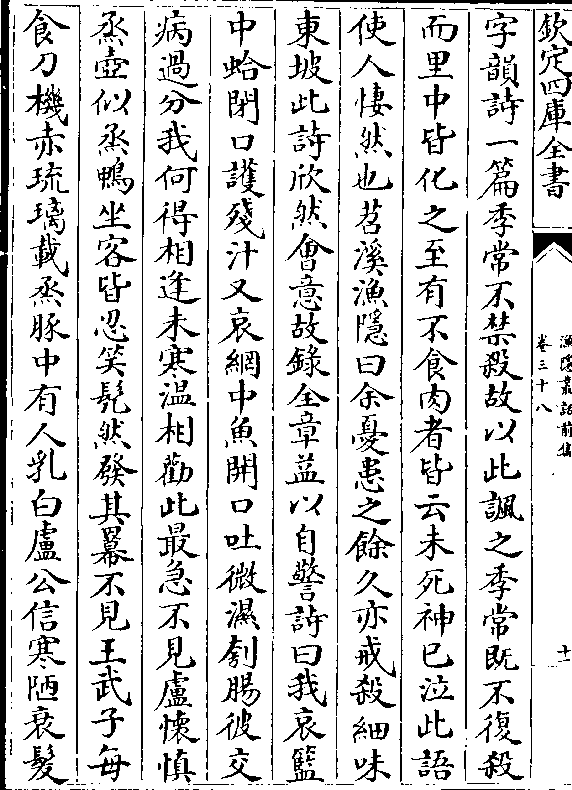 欽定四庫全書
漁隱叢話前集
卷三十八
十一
字韻詩一篇季常不禁殺故以此諷之季常既不復殺
而里中皆化之至有不食肉者皆云未死神已泣此語
使人悽然也苕溪漁隱曰余憂患之餘久亦戒殺細味
東坡此詩欣然會意故錄全章益以自警詩曰我哀籃
中蛤閉口護殘汁又哀網中魚開口吐微濕刳腸彼交
病過分我何得相逢未寒温相勸此最急不見盧懷慎
烝壺似烝鴨坐客皆忍笑髠然發其羃不見王武子每
食刀機赤琉璃載烝豚中有人乳白盧公信寒陋衰髮